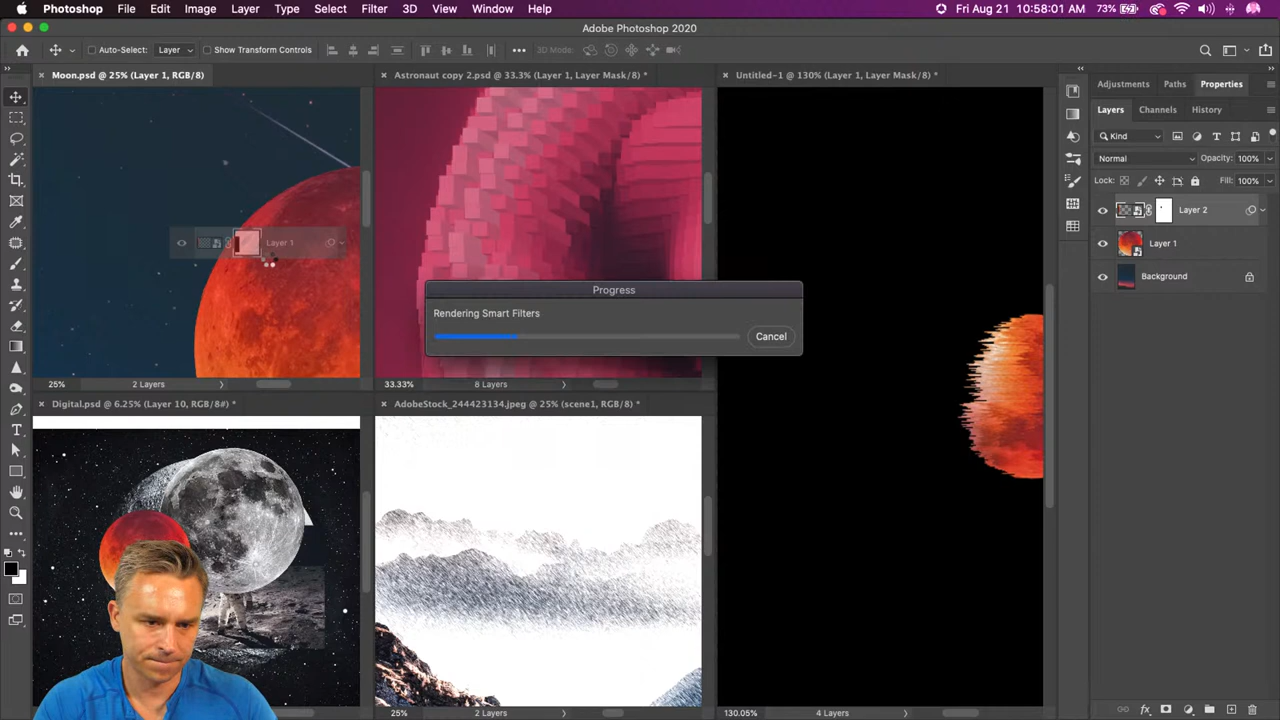 Photoshop File Edit Image Layer Type Select Filter 3D View Window Help 73% Fri Aug 21 10:58:01
Adobe Photoshop 2020
Auto-Select: Layer Show Transform Controls 3D Mode:
Moon.psd @ 25% (Layer 1, RGB/8)
Astronaut copy 2.psd @ 33.3% (Layer 1, Layer Mask/8) *
Untitled-1 @ 130% (Layer 1, Layer Mask/8) *
Adjustments Paths Properties
Layers Channels History
Kind
Normal Opacity: 100%
Lock: Fill: 100%
Layer 2
Layer 1
Background
Layer 1
Progress
Rendering Smart Filters
Cancel
25% 2 Layers
33.33% 8 Layers
Digital.psd @ 6.25% (Layer 10, RGB/8#) *
AdobeStock_244423134.jpeg @ 25% (scene1, RGB/8) *
25% 2 Layers
130.05% 4 Layers